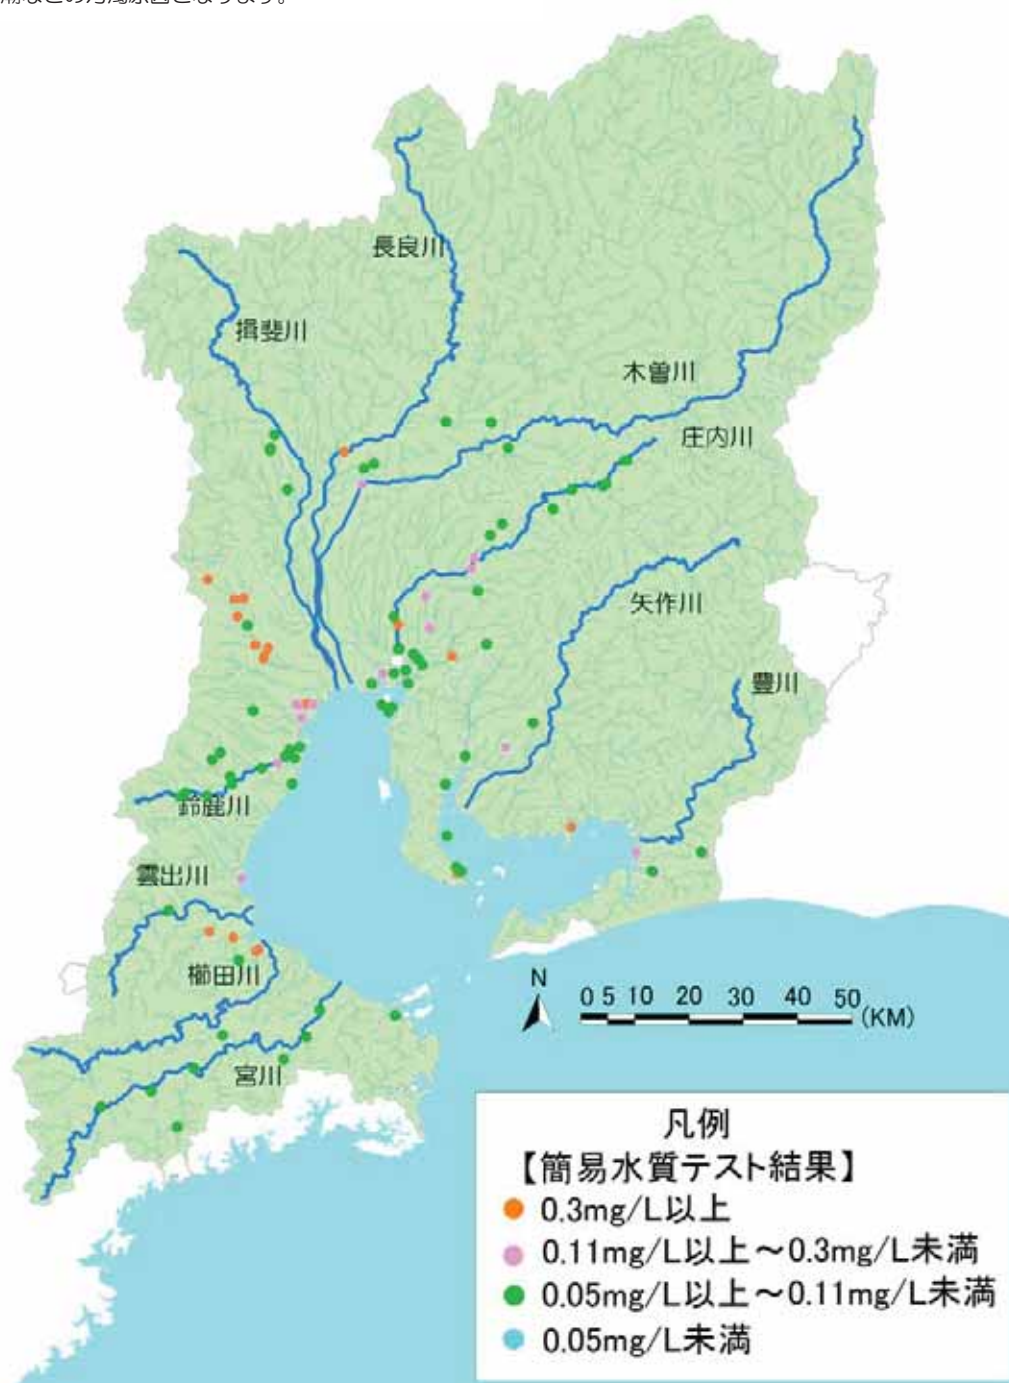 長良川
揖斐川
木曽川
庄内川
矢作川
豊川
鈴鹿川
雲出川
櫛田川
宮川
N
0 5 10 20 30 40 50
(KM)
凡例
【簡易水質テスト結果】
0.3mg/L以上
0.11mg/L以上～0.3mg/L未満
0.05mg/L以上～0.11mg/L未満
0.05mg/L未満